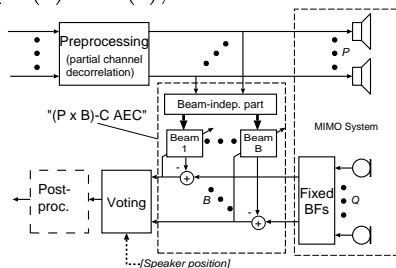 Preprocessing
(partial channel
decorrelation)
P
Beam-indep. part
"(P x B)-C AEC"
MIMO System
Beam
1
Beam
B
-
+
Post-
proc.
Voting
B
-
+
Fixed
BFs
Q
[Speaker position]